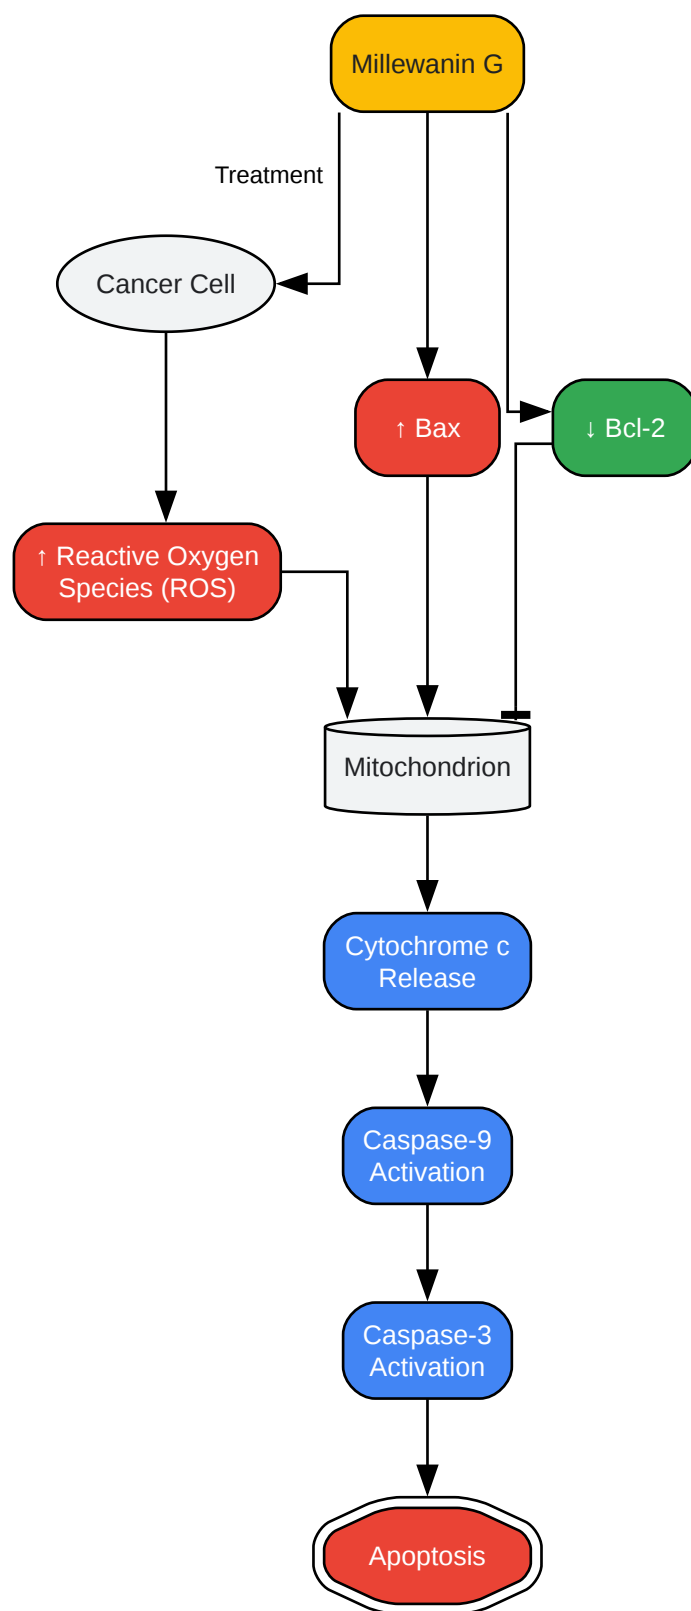 Millewanin G
Treatment
Cancer Cell
↑ Bax
↓ Bcl-2
↑ Reactive Oxygen
Species (ROS)
Mitochondrion
Cytochrome c
Release
Caspase-9
Activation
Caspase-3
Activation
Apoptosis